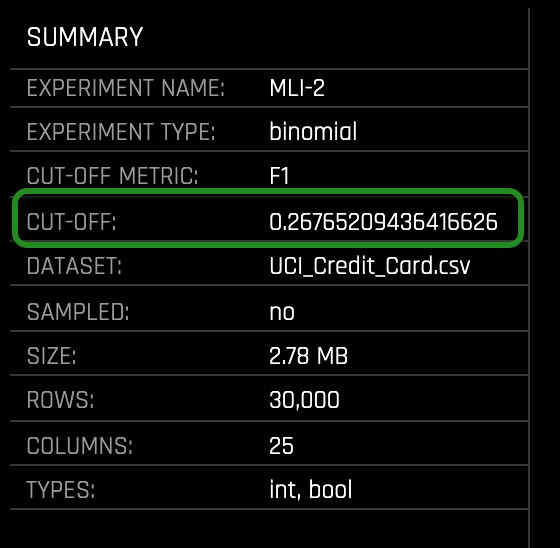 SUMMARY
EXPERIMENT NAME: MLI-2
EXPERIMENT TYPE: binomial
CUT-OFF METRIC: F1
CUT-OFF: 0.26765209436416626
DATASET: UCI_Credit_Card.csv
SAMPLED: no
SIZE: 2.78 MB
ROWS: 30,000
COLUMNS: 25
TYPES: int, bool